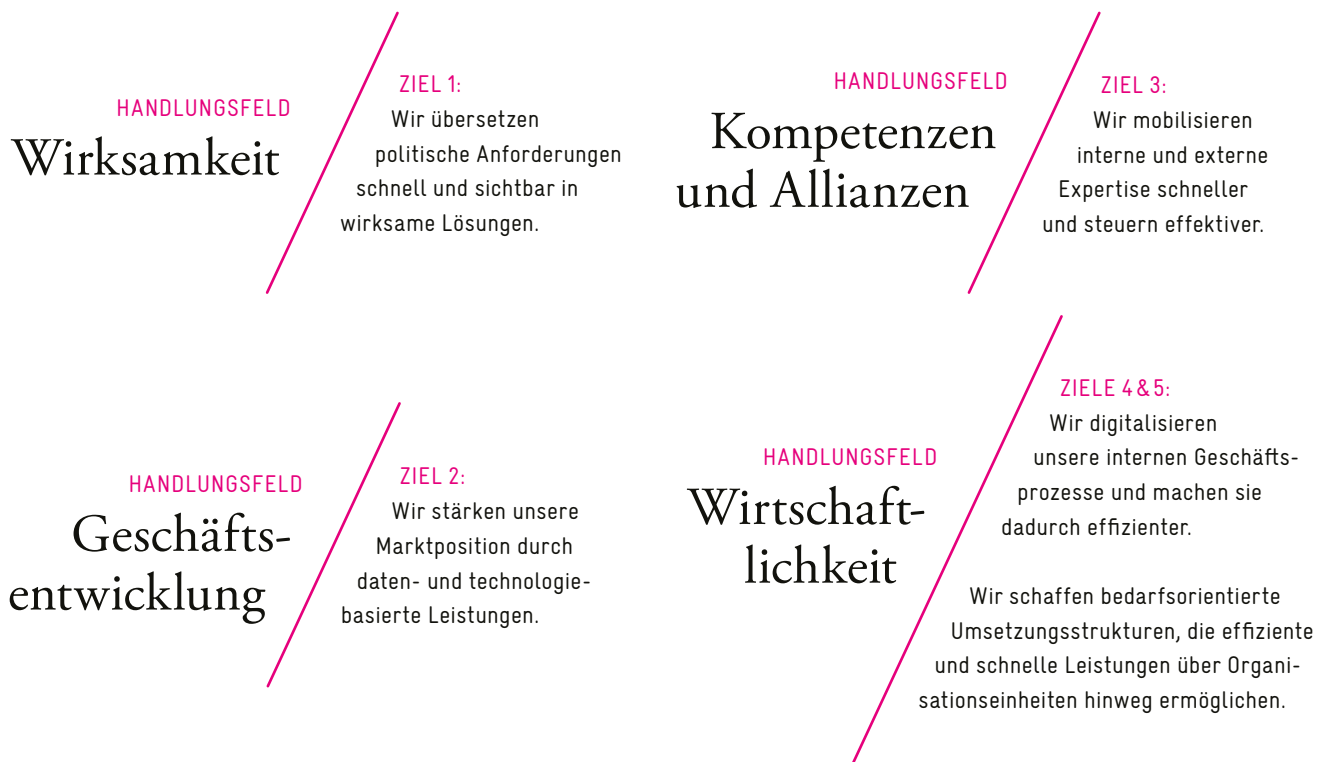 HANDLUNGSFELD
Wirksamkeit
ZIEL 1:
Wir übersetzen
politische Anforderungen
schnell und sichtbar in
wirksame Lösungen.
HANDLUNGSFELD
Geschäfts-
entwicklung
ZIEL 2:
Wir stärken unsere
Marktposition durch
daten- und technologie-
basierte Leistungen.
HANDLUNGSFELD
Kompetenzen
und Allianzen
ZIEL 3:
Wir mobilisieren
interne und externe
Expertise schneller
und steuern effektiver.
HANDLUNGSFELD
Wirtschaft-
lichkeit
ZIELE 4 & 5:
Wir digitalisieren
unsere internen Geschäfts-
prozesse und machen sie
dadurch effizienter.
Wir schaffen bedarfsorientierte
Umsetzungsstrukturen, die effiziente
und schnelle Leistungen über Organi-
sationseinheiten hinweg ermöglichen.